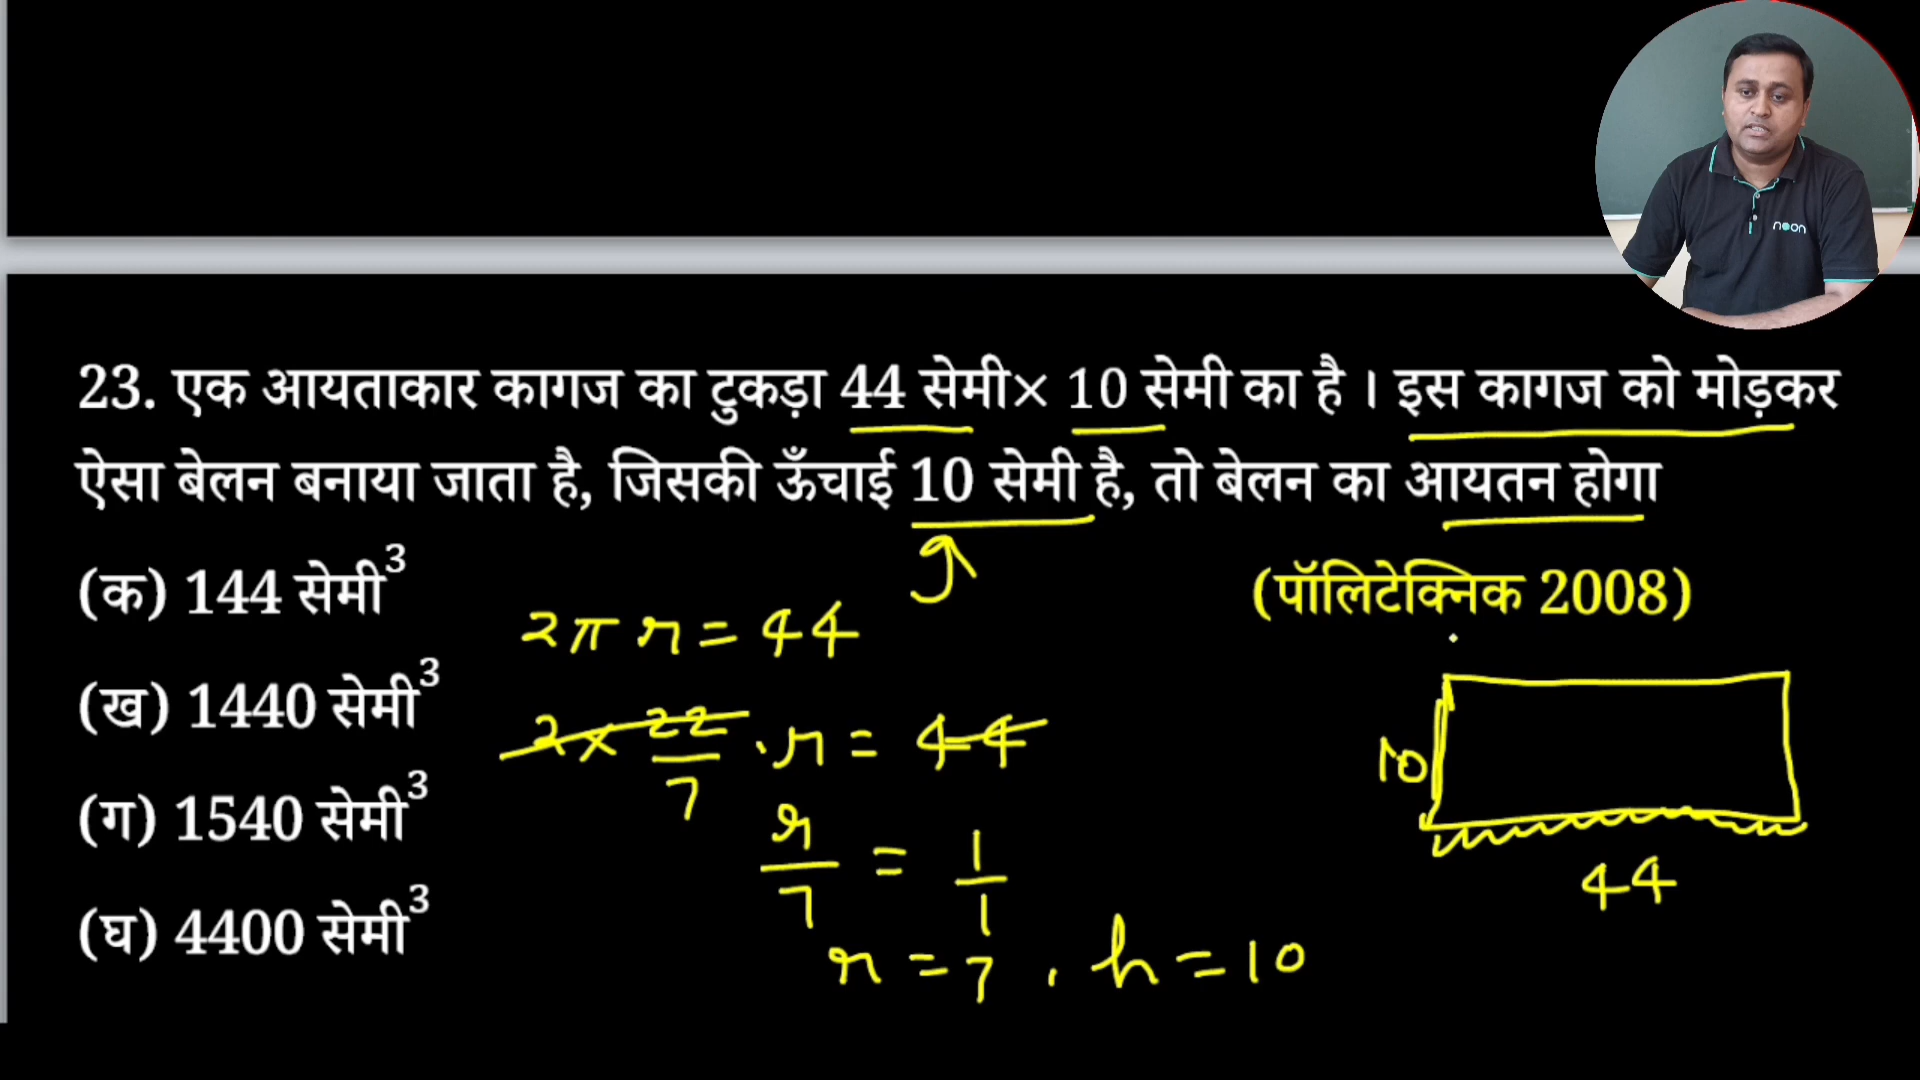 noon
23. एक आयताकार कागज का टुकड़ा 44 सेमी× 10 सेमी का है । इस कागज को मोड़कर
ऐसा बेलन बनाया जाता है, जिसकी ऊँचाई 10 सेमी है, तो बेलन का आयतन होगा
(क) 144 सेमी³
(पॉलिटेक्निक 2008)
(ख) 1440 सेमी³
(ग) 1540 सेमी³
(घ) 4400 सेमी³
2πr = 44
2 × 22/7 . r = 44
r/7 = 1/1
r = 7 , h = 10
10
44